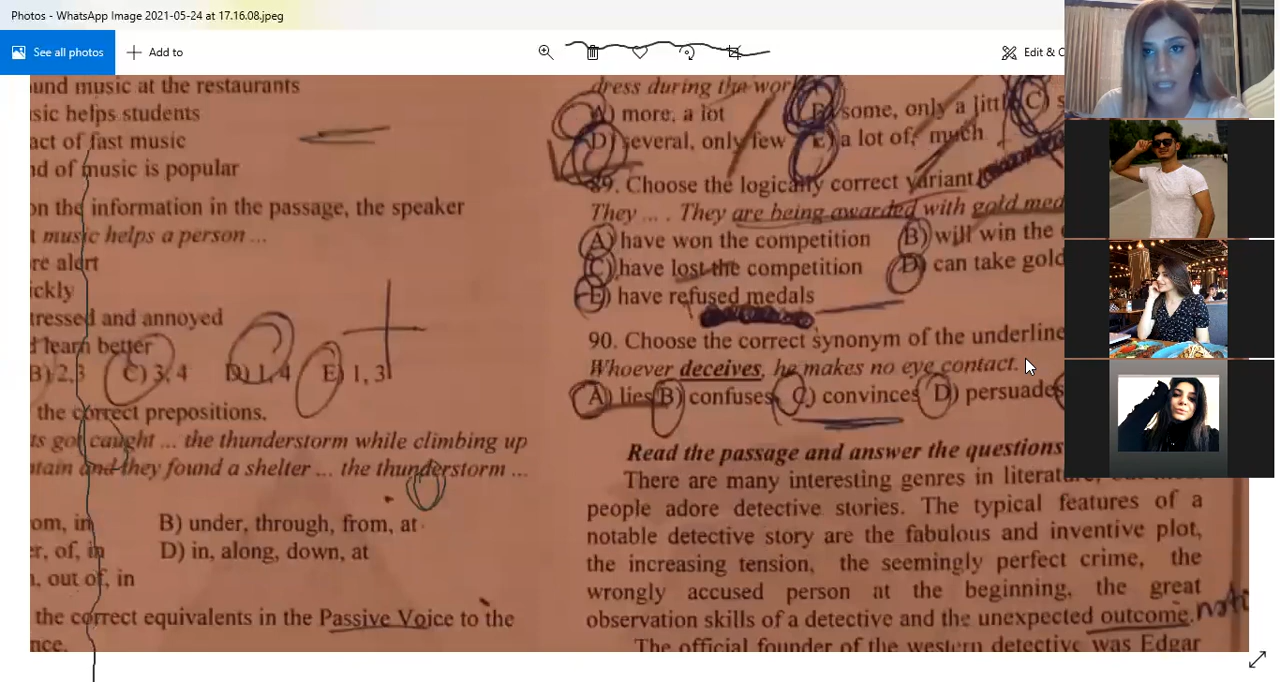 Photos - WhatsApp Image 2021-05-24 at 17.16.08.jpeg
See all photos
Add to
Edit & C
und music at the restaurants
sic helps students
act of fast music
nd of music is popular
on the information in the passage, the speaker
t music helps a person ...
re alert
ickly
tressed and annoyed
d learn better
B) 2,3 C) 3, 4 D) 1, 4 E) 1, 3
the correct prepositions.
ts got caught ... the thunderstorm while climbing up
ntain and they found a shelter ... the thunderstorm ...
om, in B) under, through, from, at
er, of, in D) in, along, down, at
n, out of, in
the correct equivalents in the Passive Voice to the
nce.
dress during the wor
A) more, a lot B) some, only a littl C) s
D) several, only few E) a lot of, much
89. Choose the logically correct variant
They ... . They are being awarded with gold med
A) have won the competition B) will win the
C) have lost the competition D) can take gold
E) have refused medals
90. Choose the correct synonym of the underline
Whoever deceives, he makes no eye contact.
A) lies B) confuses C) convinces D) persuades
Read the passage and answer the questions
There are many interesting genres in literatu
people adore detective stories. The typical features of a
notable detective story are the fabulous and inventive plot,
the increasing tension, the seemingly perfect crime, the
wrongly accused person at the beginning, the great
observation skills of a detective and the unexpected outcome.
The official founder of the western detective was Edgar